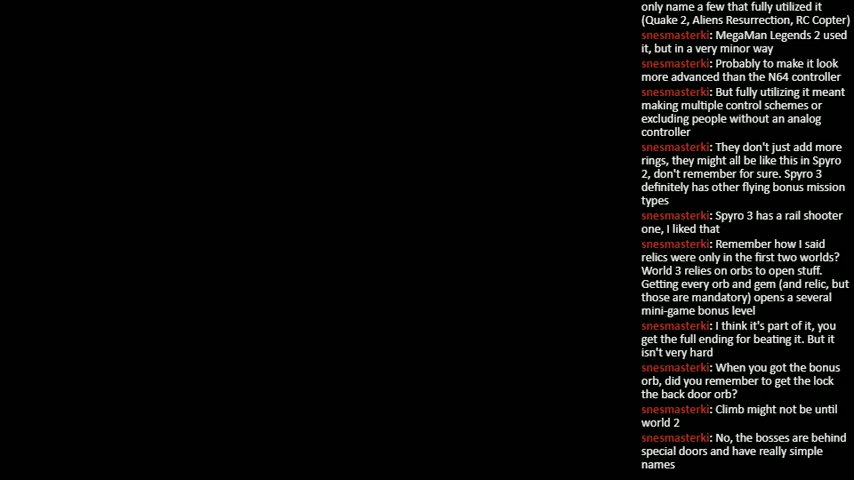 only name a few that fully utilized it
(Quake 2, Aliens Resurrection, RC Copter)
snesmasterki: MegaMan Legends 2 used
it, but in a very minor way
snesmasterki: Probably to make it look
more advanced than the N64 controller
snesmasterki: But fully utilizing it meant
making multiple control schemes or
excluding people without an analog
controller
snesmasterki: They don't just add more
rings, they might all be like this in Spyro
2, don't remember for sure. Spyro 3
definitely has other flying bonus mission
types
snesmasterki: Spyro 3 has a rail shooter
one, I liked that
snesmasterki: Remember how I said
relics were only in the first two worlds?
World 3 relies on orbs to open stuff.
Getting every orb and gem (and relic, but
those are mandatory) opens a several
mini-game bonus level
snesmasterki: I think it's part of it, you
get the full ending for beating it. But it
isn't very hard
snesmasterki: When you got the bonus
orb, did you remember to get the lock
the back door orb?
snesmasterki: Climb might not be until
world 2
snesmasterki: No, the bosses are behind
special doors and have really simple
names